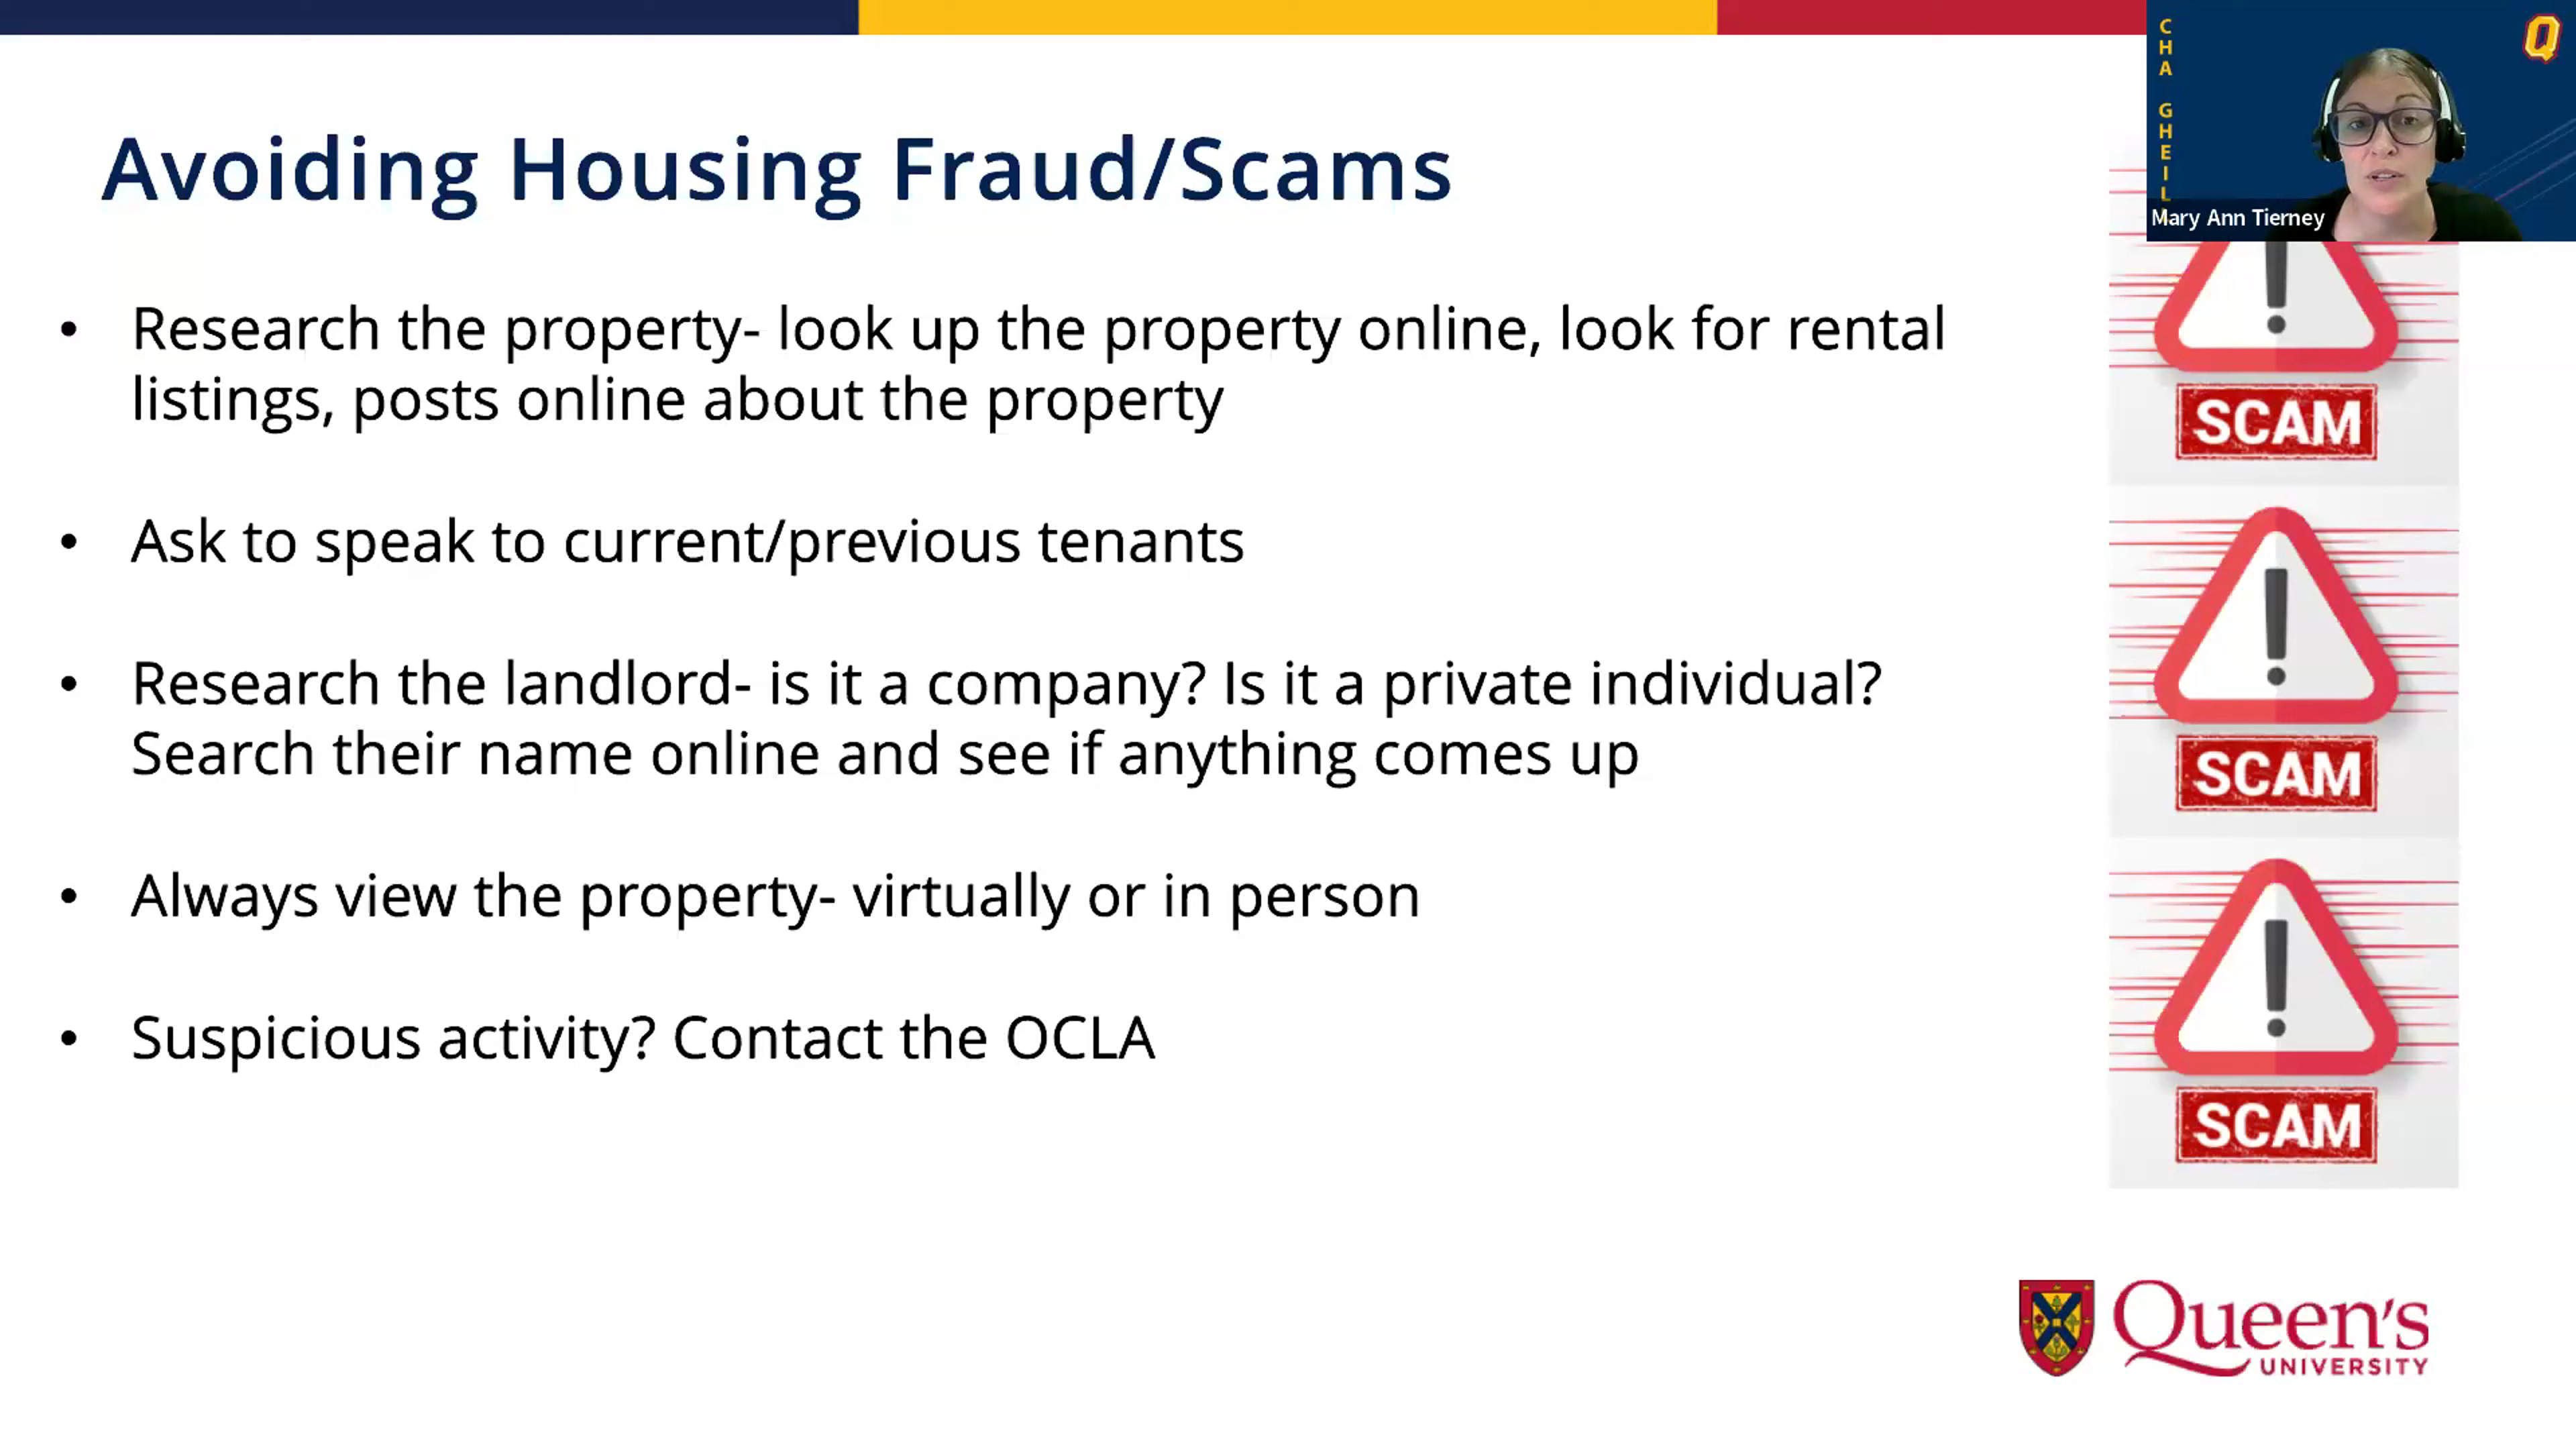 Avoiding Housing Fraud/Scams
• Research the property- look up the property online, look for rental
listings, posts online about the property
• Ask to speak to current/previous tenants
• Research the landlord- is it a company? Is it a private individual?
Search their name online and see if anything comes up
• Always view the property- virtually or in person
• Suspicious activity? Contact the OCLA
CHA GHEIL
Q
Mary Ann Tierney
SCAM
SCAM
SCAM
Queen's
UNIVERSITY